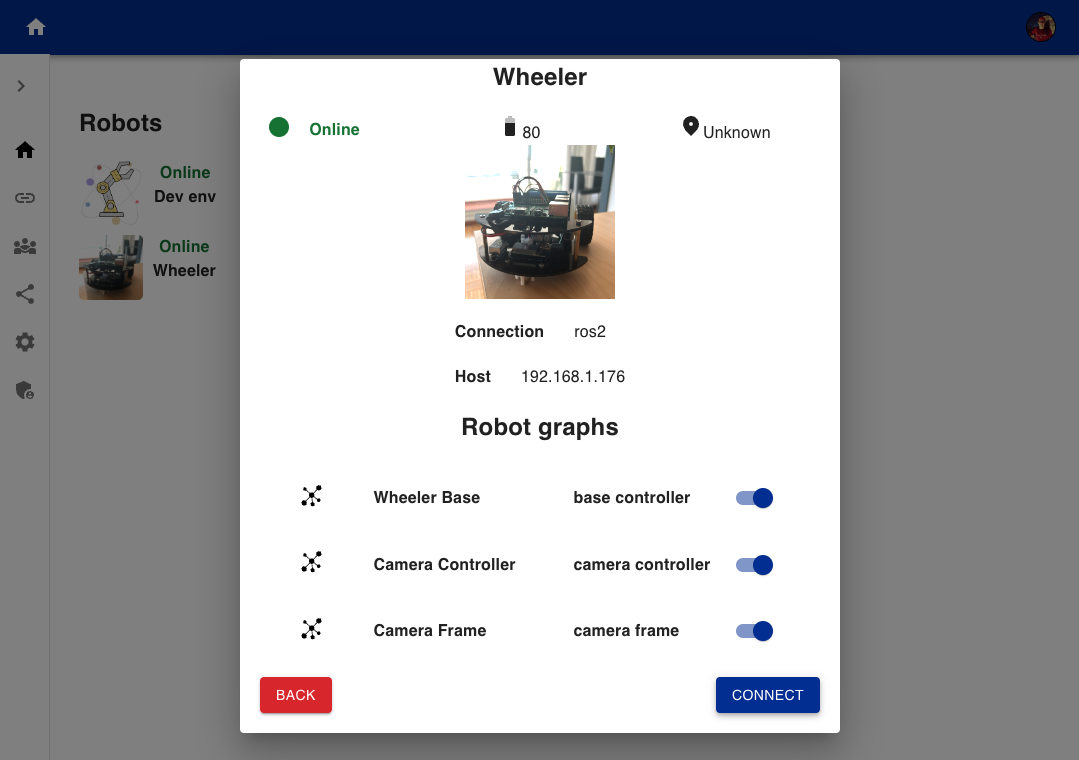 Wheeler
Online
80
Unknown
Robots
Online
Dev env
Online
Wheeler
Connection ros2
Host 192.168.1.176
Robot graphs
Wheeler Base base controller
Camera Controller camera controller
Camera Frame camera frame
BACK
CONNECT